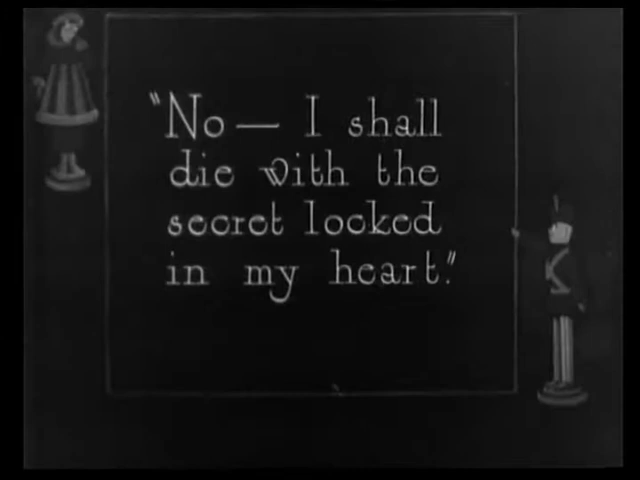 "No — I shall
die with the
secret locked
in my heart."